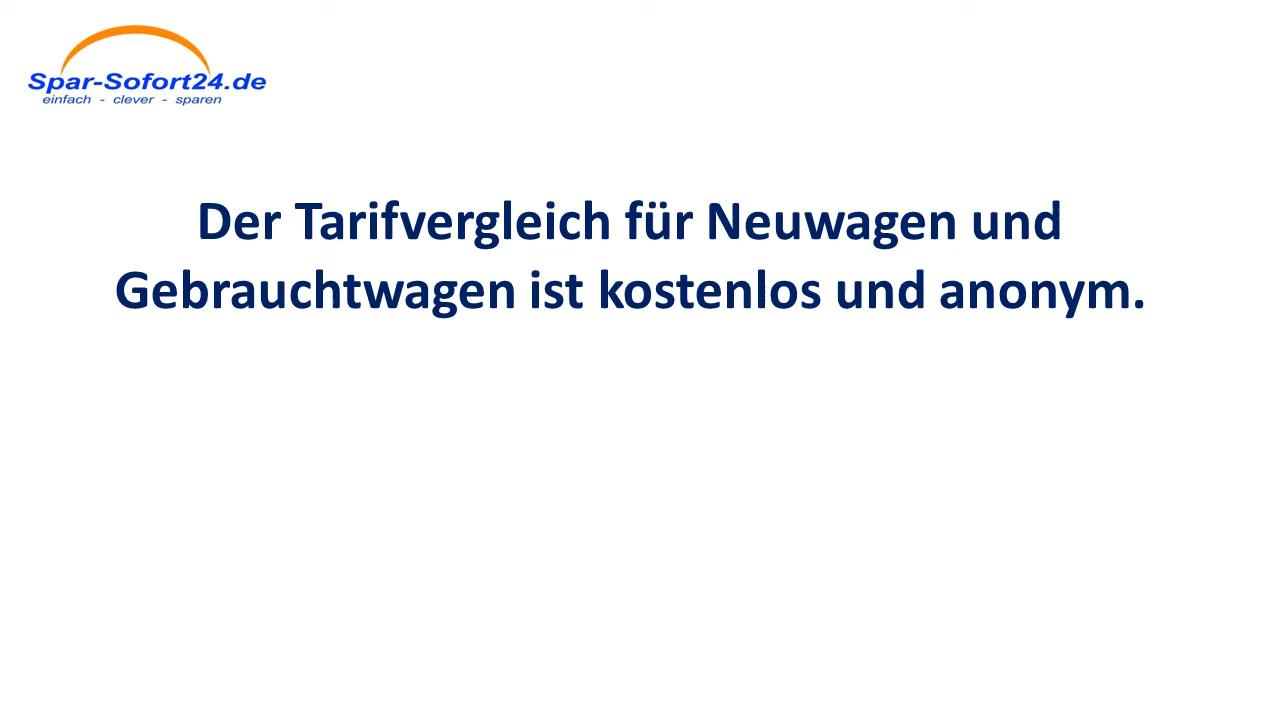 Spar-Sofort24.de
einfach - clever - sparen
Der Tarifvergleich für Neuwagen und
Gebrauchtwagen ist kostenlos und anonym.